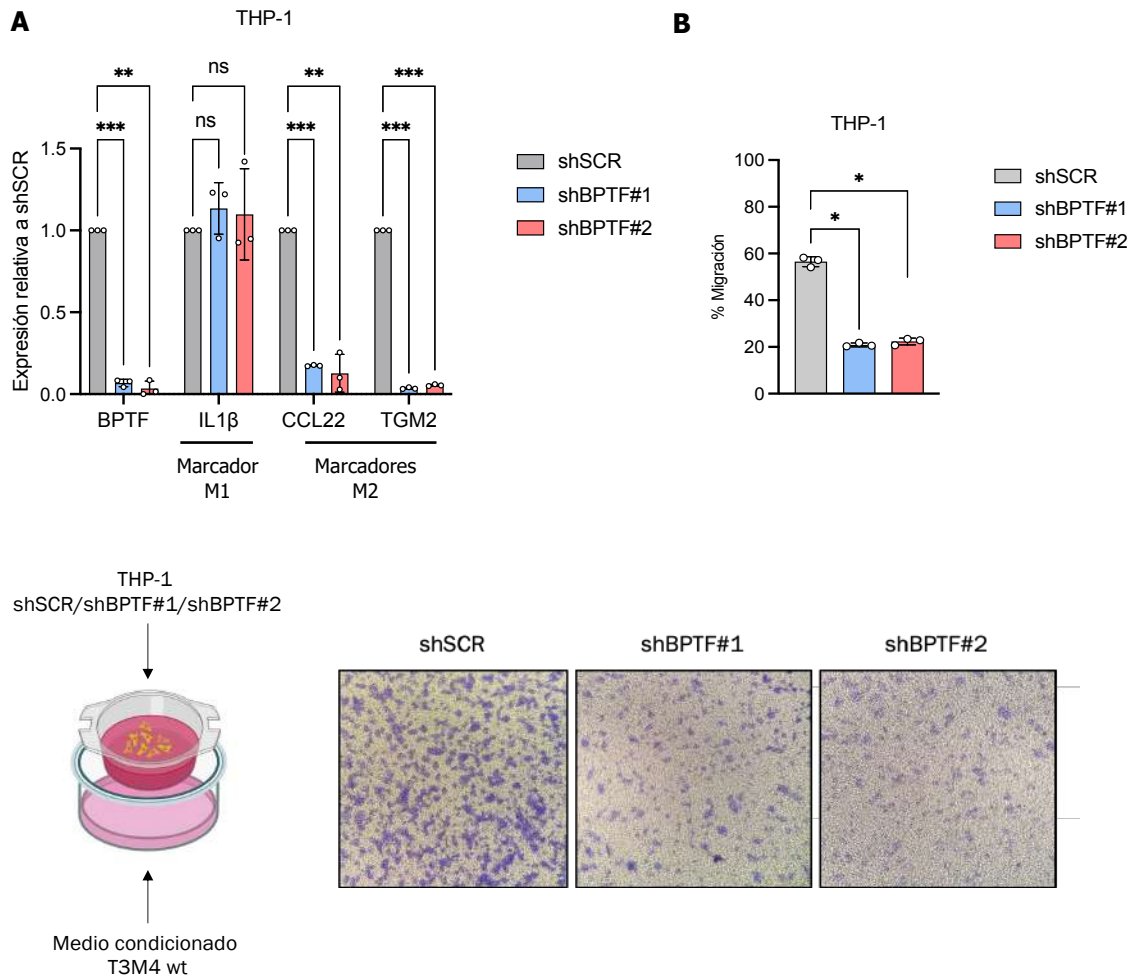 A
THP-1
** ns ** ***
*** ns *** ***
Expresión relativa a shSCR
1.5
1.0
0.5
0.0
BPTF IL1β CCL22 TGM2
Marcador
M1
Marcadores
M2
shSCR
shBPTF#1
shBPTF#2
B
THP-1
*
*
% Migración
100
80
60
40
20
0
shSCR
shBPTF#1
shBPTF#2
THP-1
shSCR/shBPTF#1/shBPTF#2
Medio condicionado
T3M4 wt
shSCR shBPTF#1 shBPTF#2